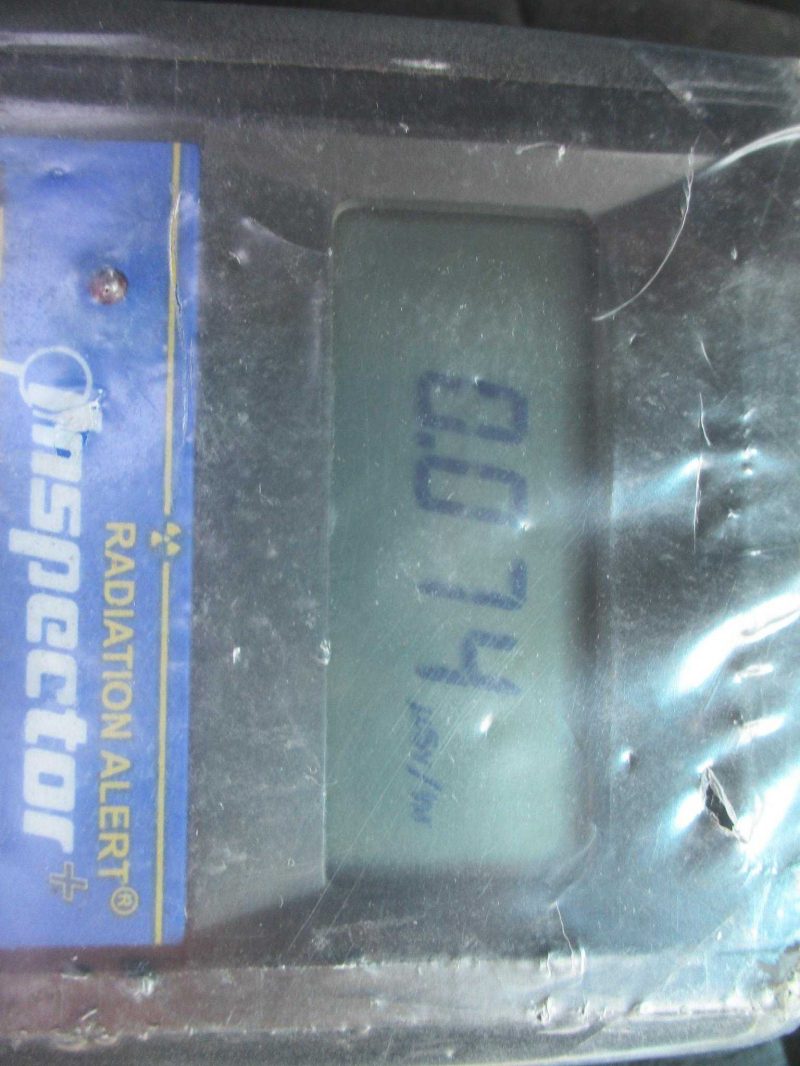 0.074 µSv/hr
RADIATION ALERT®
Inspector+